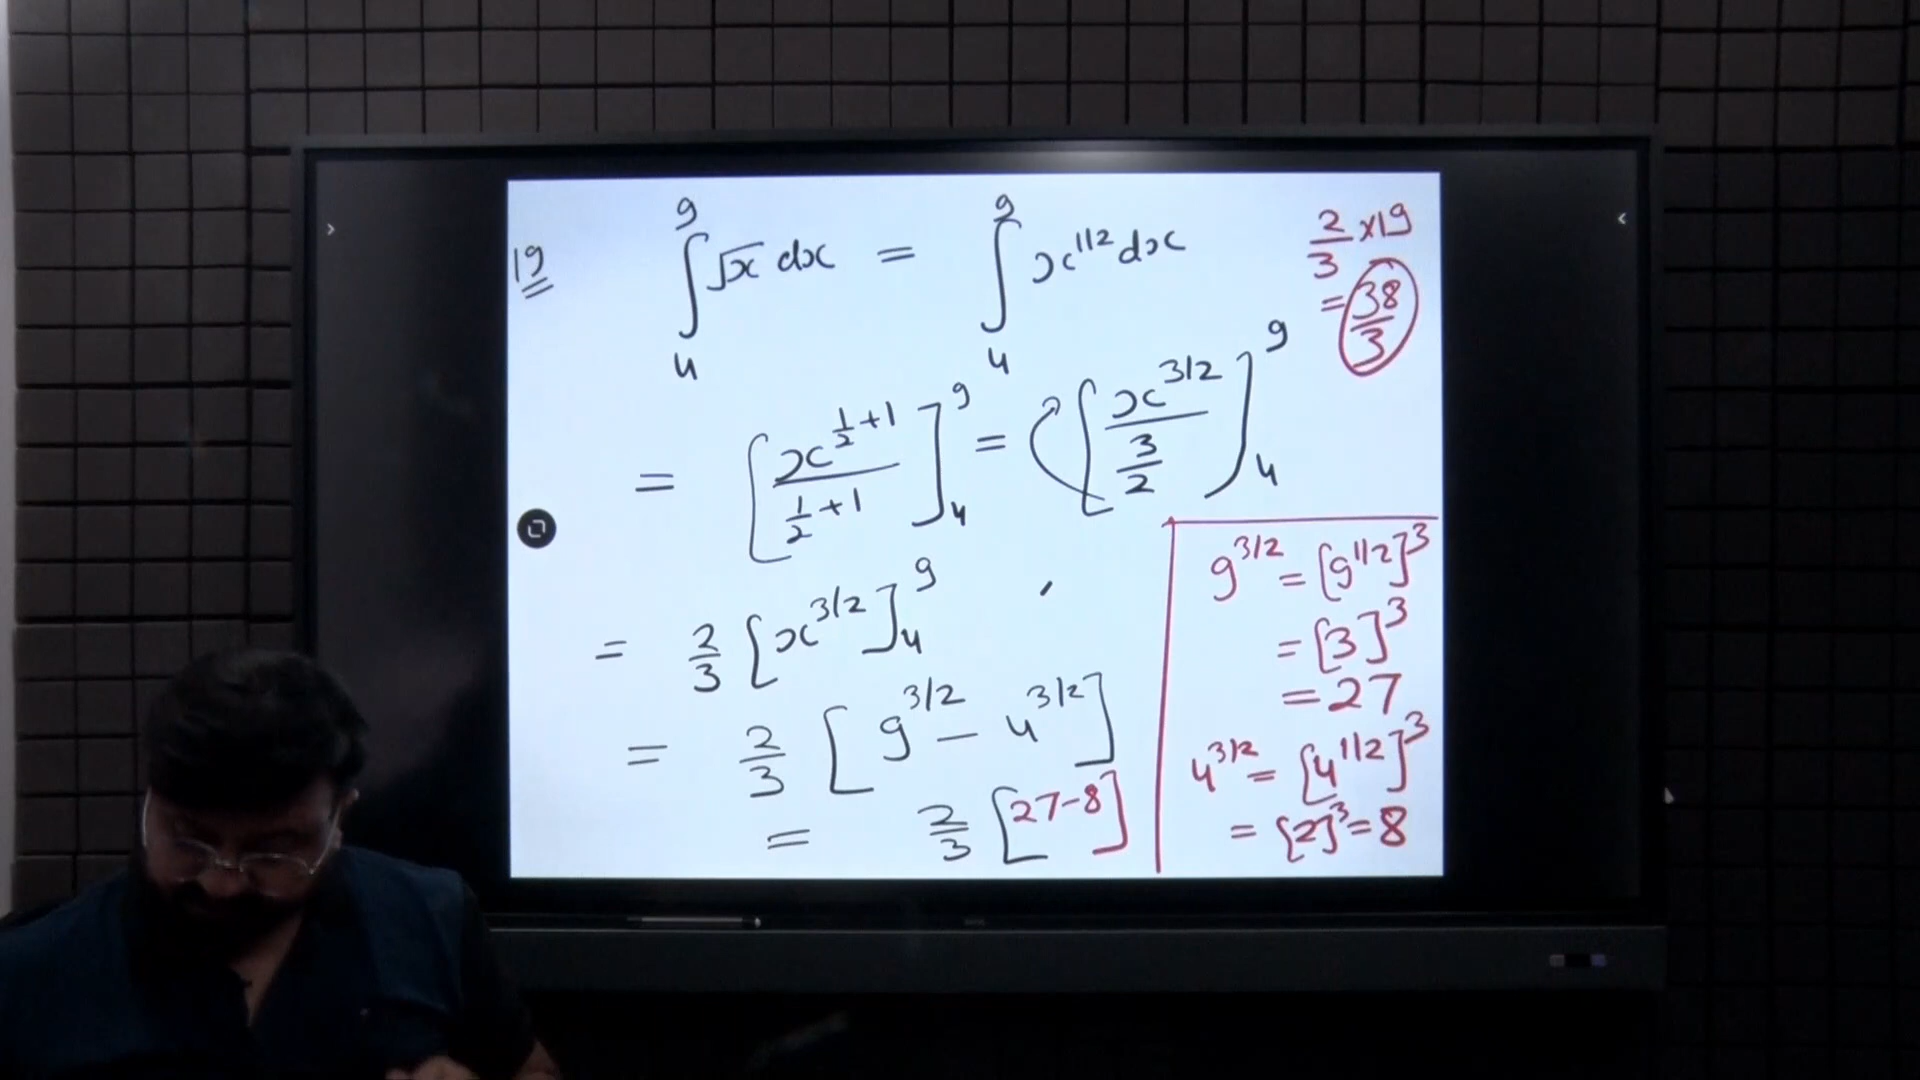 19 ∫₄⁹ √x dx = ∫₄⁹ x^{1/2} dx
= [x^{1/2+1} / (1/2+1)]₄⁹ = [x^{3/2} / (3/2)]₄⁹
= 2/3 [x^{3/2}]₄⁹
= 2/3 [9^{3/2} − 4^{3/2}]
= 2/3 [27-8]
2/3 × 19
= 38/3
9^{3/2} = [9^{1/2}]^3
= [3]^3
= 27
4^{3/2} = [4^{1/2}]^3
= [2]^3 = 8